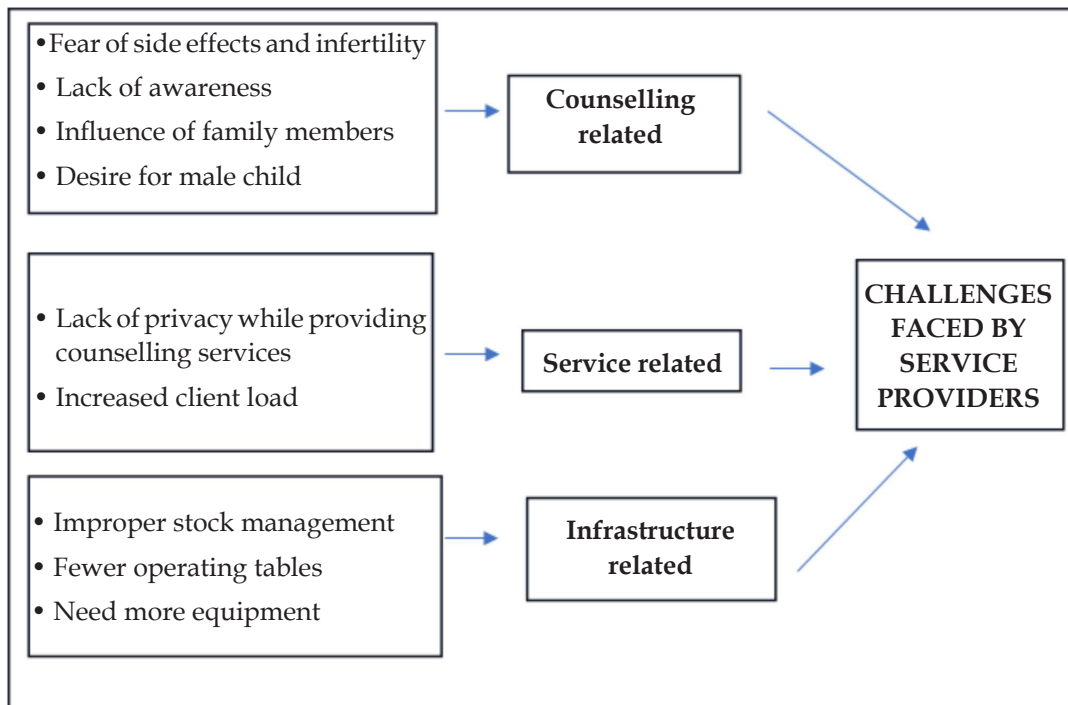 •Fear of side effects and infertility
• Lack of awareness
• Influence of family members
• Desire for male child
Counselling
related
• Lack of privacy while providing
counselling services
• Increased client load
Service related
• Improper stock management
• Fewer operating tables
• Need more equipment
Infrastructure
related
CHALLENGES
FACED BY
SERVICE
PROVIDERS